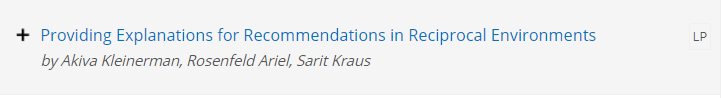 + Providing Explanations for Recommendations in Reciprocal Environments LP
by Akiva Kleinerman, Rosenfeld Ariel, Sarit Kraus